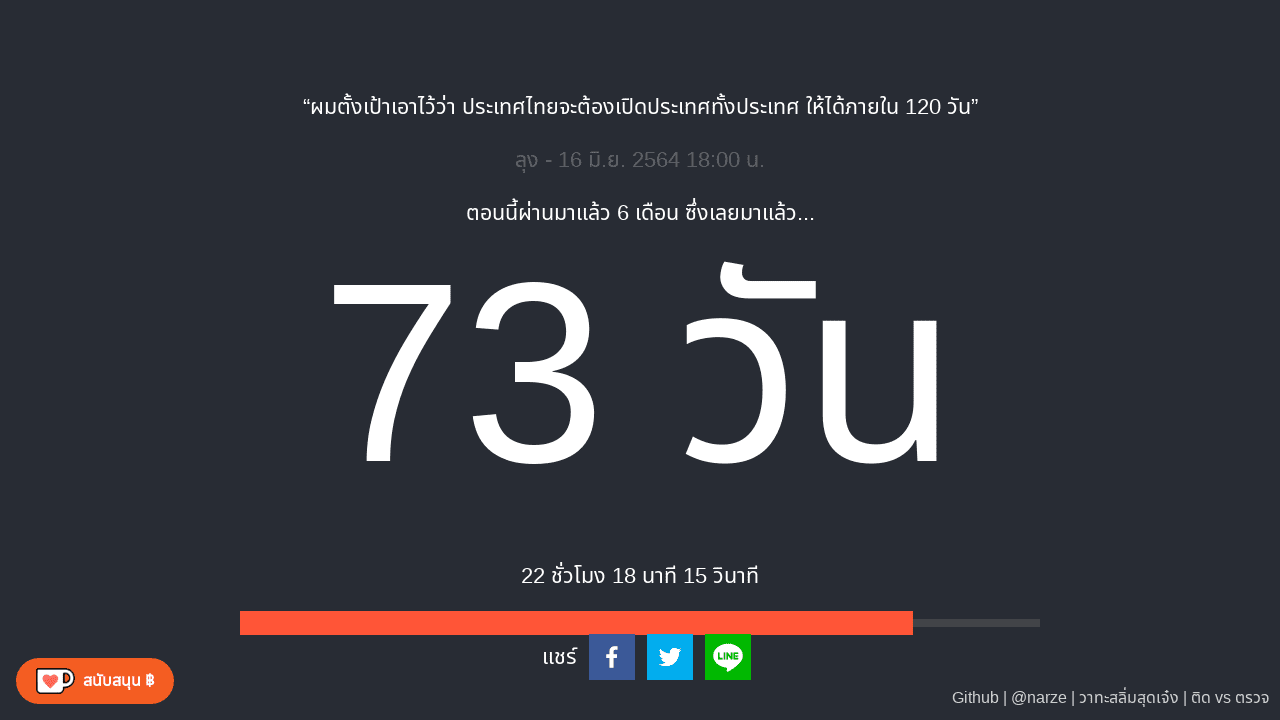 “ผมตั้งเป้าเอาไว้ว่า ประเทศไทยจะต้องเปิดประเทศทั้งประเทศ ให้ได้ภายใน 120 วัน”
ลุง - 16 มิ.ย. 2564 18:00 น.
ตอนนี้ผ่านมาแล้ว 6 เดือน ซึ่งเลยมาแล้ว...
73 วัน
22 ชั่วโมง 18 นาที 15 วินาที
แชร์ LINE
สนับสนุน ฿
Github | @narze | วาทะสลิ่มสุดเจ๋ง | ติด vs ตรวจ